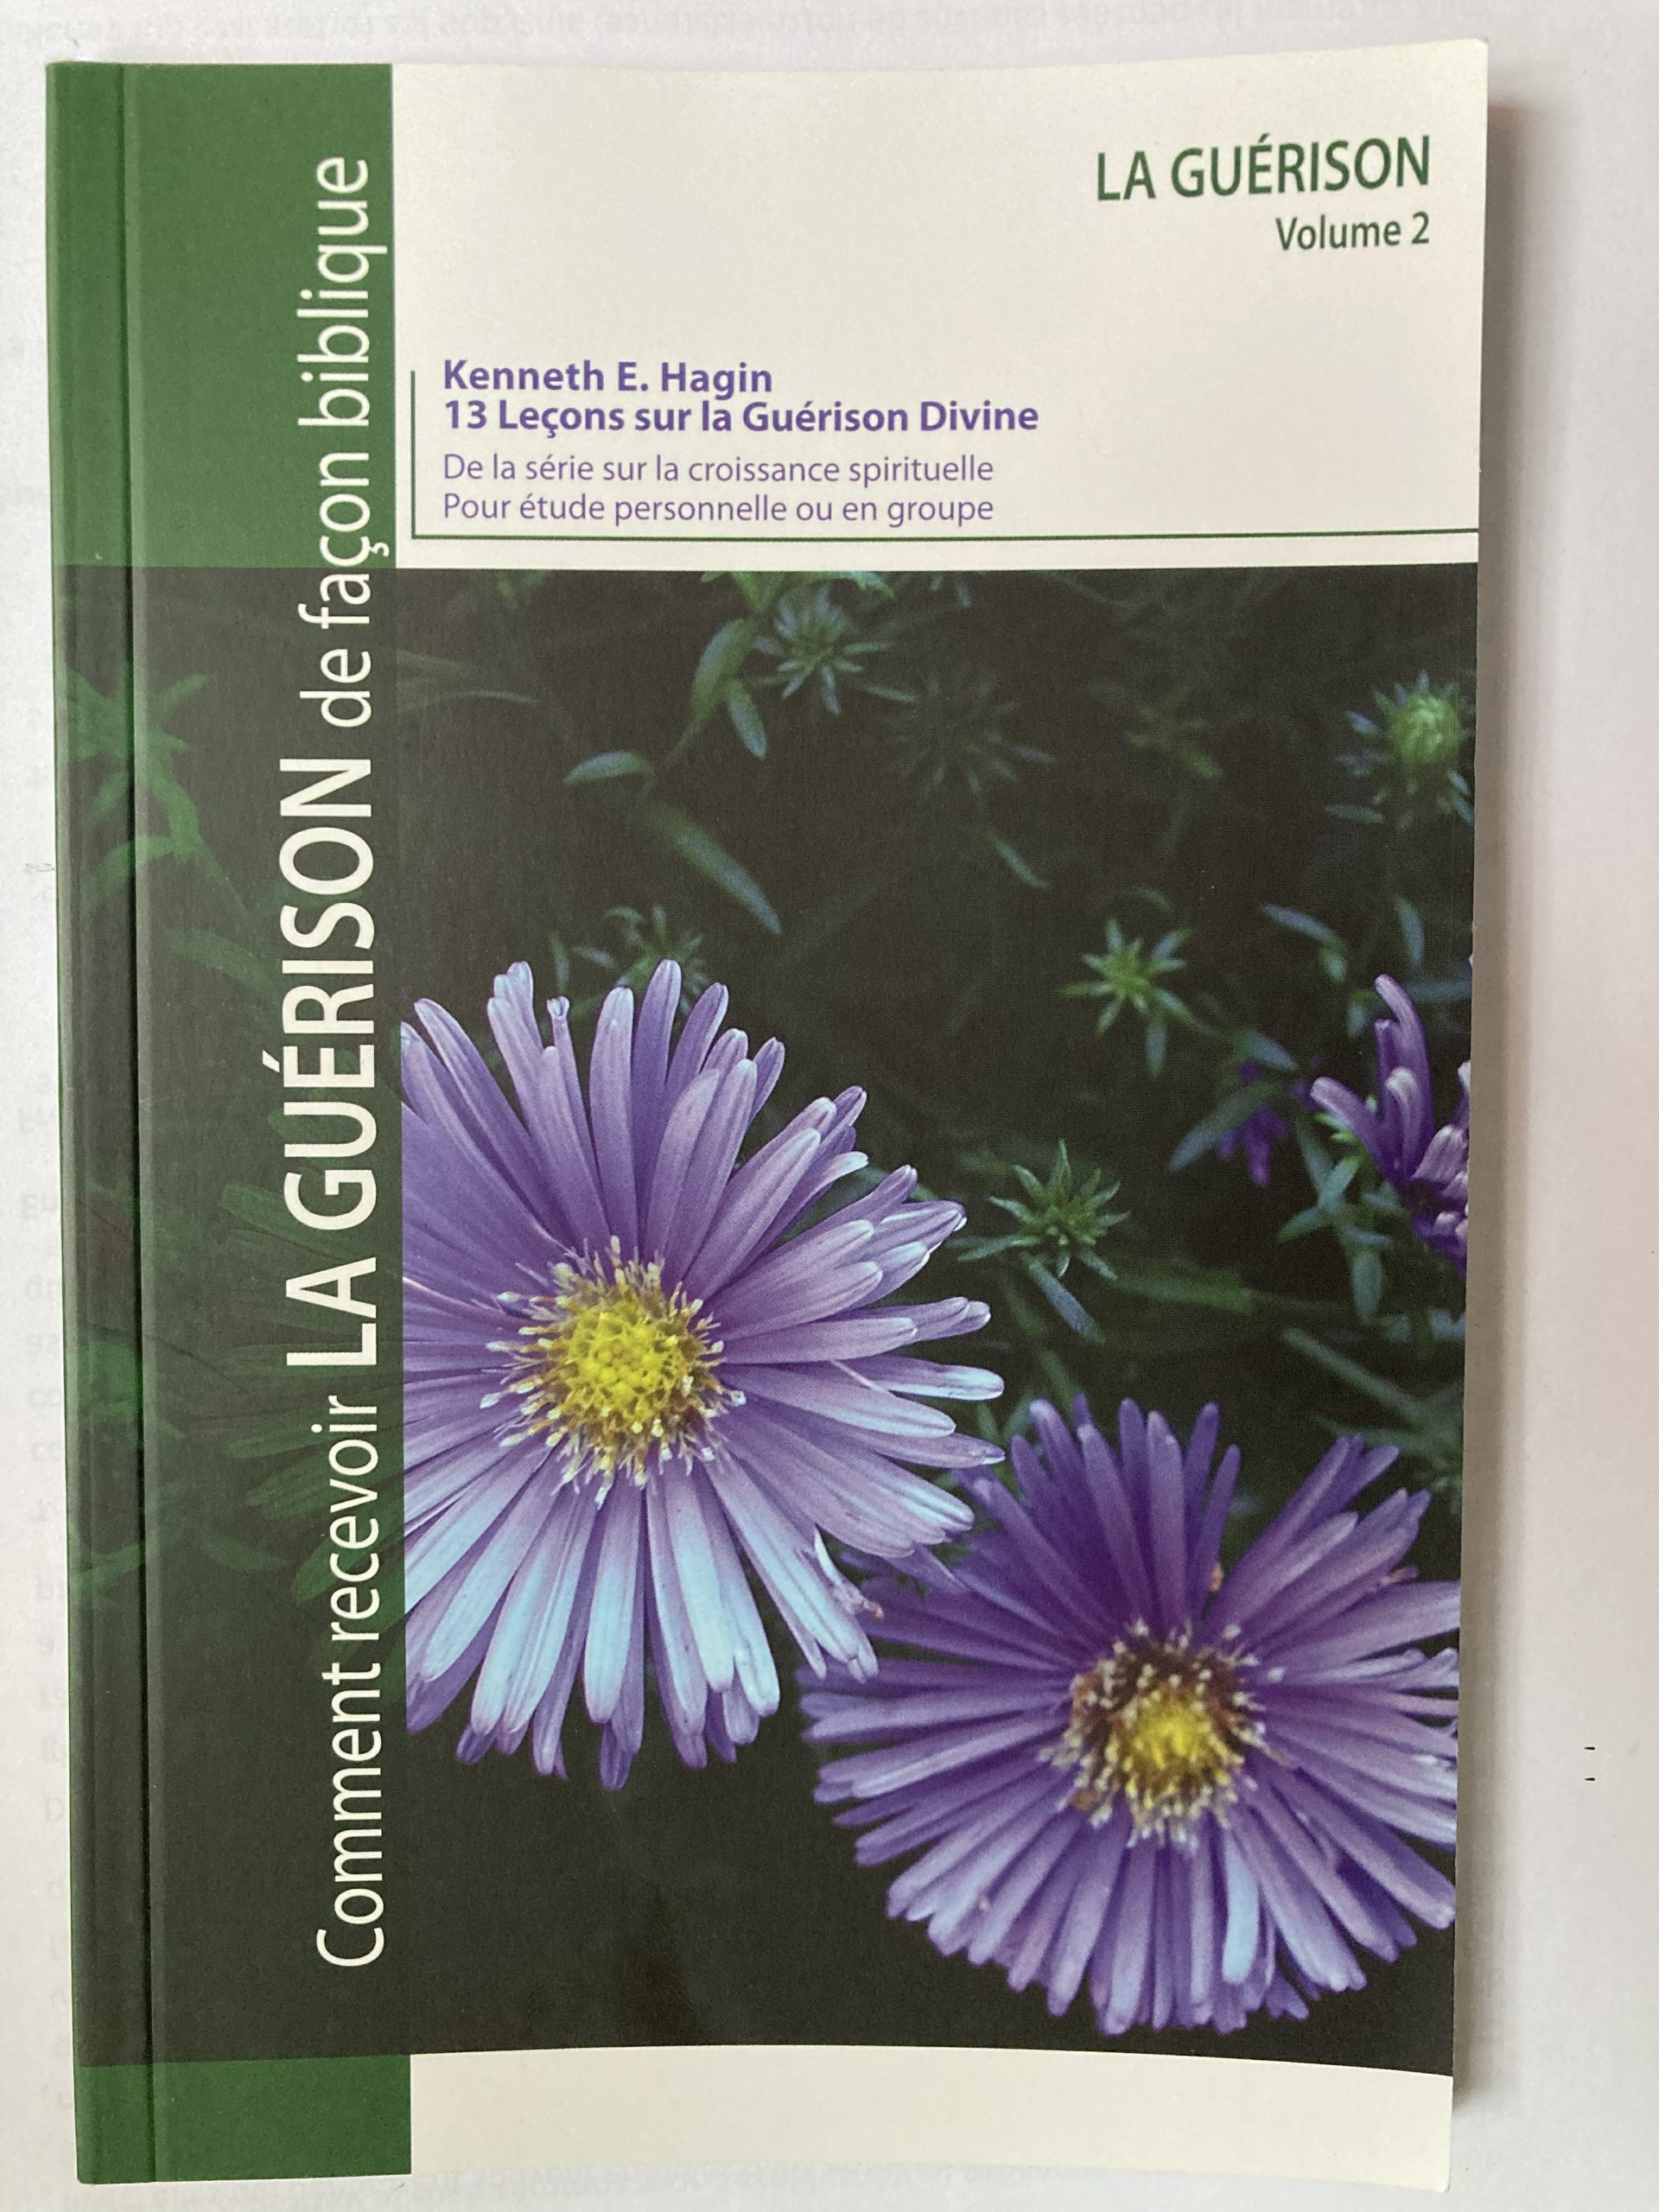 LA GUÉRISON
Volume 2
Kenneth E. Hagin
13 Leçons sur la Guérison Divine
De la série sur la croissance spirituelle
Pour étude personnelle ou en groupe
Comment recevoir LA GUÉRISON de façon biblique